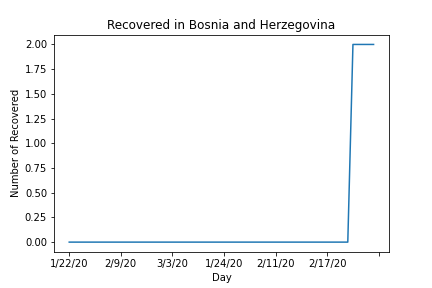 Recovered in Bosnia and Herzegovina
2.00
1.75
1.50
1.25
1.00
0.75
0.50
0.25
0.00
Number of Recovered
1/22/20 2/9/20 3/3/20 1/24/20 2/11/20 2/17/20
Day